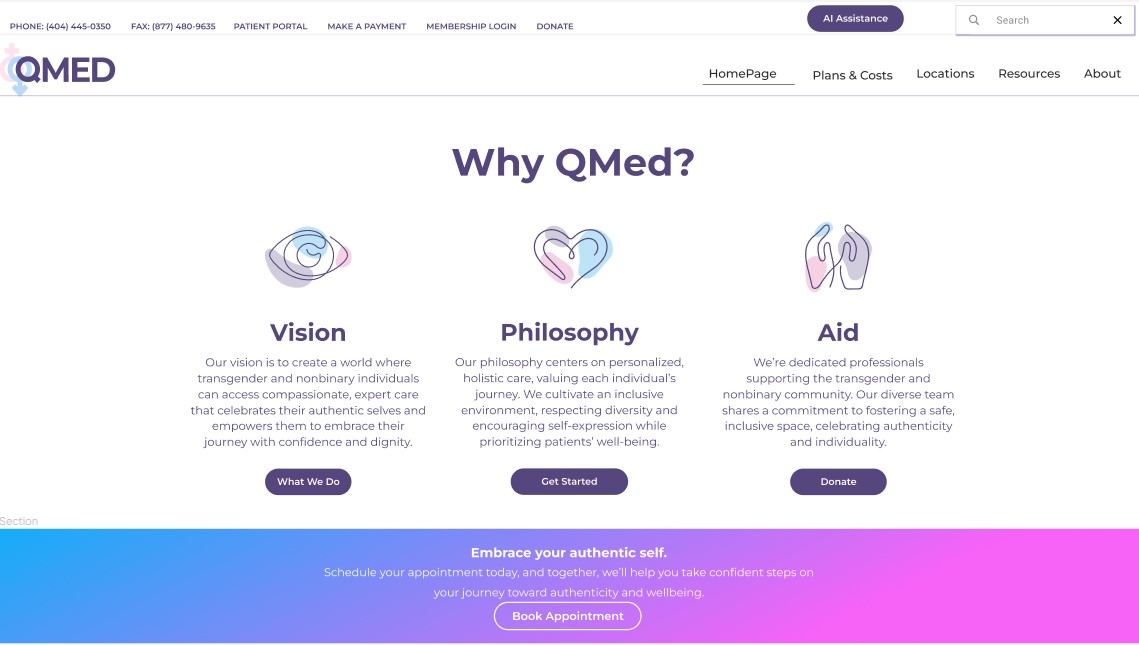 PHONE: (404) 445-0350 FAX: (877) 480-9635 PATIENT PORTAL MAKE A PAYMENT MEMBERSHIP LOGIN DONATE AI Assistance Search
QMED
HomePage Plans & Costs Locations Resources About
Why QMed?
Vision
Our vision is to create a world where
transgender and nonbinary individuals
can access compassionate, expert care
that celebrates their authentic selves and
empowers them to embrace their
journey with confidence and dignity.
What We Do
Philosophy
Our philosophy centers on personalized,
holistic care, valuing each individual's
journey. We cultivate an inclusive
environment, respecting diversity and
encouraging self-expression while
prioritizing patients' well-being.
Get Started
Aid
We're dedicated professionals
supporting the transgender and
nonbinary community. Our diverse team
shares a commitment to fostering a safe,
inclusive space, celebrating authenticity
and individuality.
Donate
Section
Embrace your authentic self.
Schedule your appointment today, and together, we'll help you take confident steps on
your journey toward authenticity and wellbeing.
Book Appointment